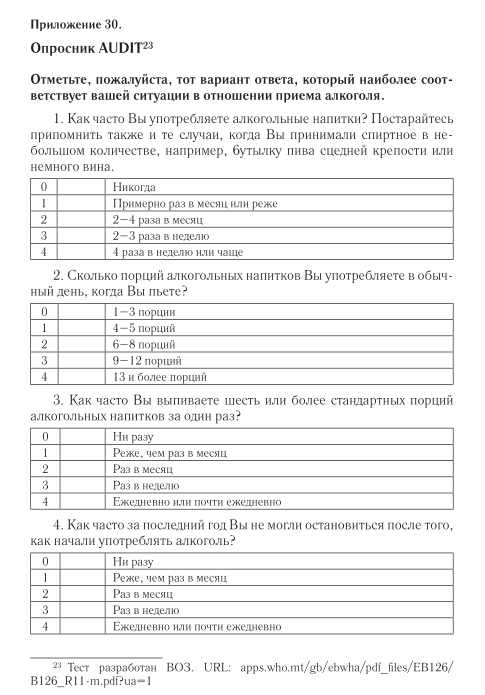 Приложение 30.
Опросник AUDIT23
Отметьте, пожалуйста, тот вариант ответа, который наиболее соот-
ветствует вашей ситуации в отношении приема алкоголя.
1. Как часто Вы употребляете алкогольные напитки? Постарайтесь
припомнить также и те случаи, когда Вы принимали спиртное в не-
большом количестве, например, бутылку пива сцедней крепости или
немного вина.
0 Никогда
1 Примерно раз в месяц или реже
2 2—4 раза в месяц
3 2—3 раза в неделю
4 4 раза в неделю или чаще
2. Сколько порций алкогольных напитков Вы употребляете в обыч-
ный день, когда Вы пьете?
0 1—3 порции
1 4—5 порций
2 6—8 порций
3 9—12 порций
4 13 и более порций
3. Как часто Вы выпиваете шесть или более стандартных порций
алкогольных напитков за один раз?
0 Ни разу
1 Реже, чем раз в месяц
2 Раз в месяц
3 Раз в неделю
4 Ежедневно или почти ежедневно
4. Как часто за последний год Вы не могли остановиться после того,
как начали употреблять алкоголь?
0 Ни разу
1 Реже, чем раз в месяц
2 Раз в месяц
3 Раз в неделю
4 Ежедневно или почти ежедневно
23 Тест разработан ВОЗ. URL: apps.who.mt/gb/ebwha/pdf_files/EB126/
B126_R11-m.pdf?ua=1